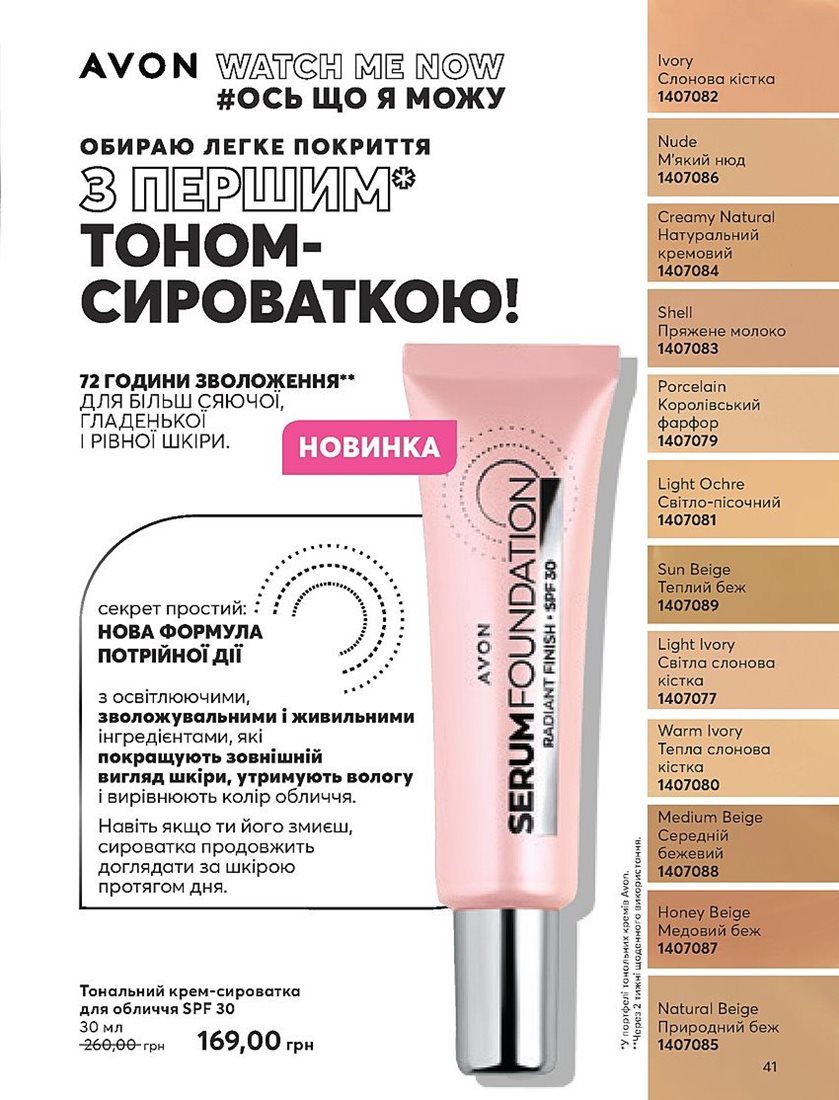 AVON WATCH ME NOW
#ОСЬ ЩО Я МОЖУ
ОБИРАЮ ЛЕГКЕ ПОКРИТТЯ
З ПЕРШИМ*
ТОНОМ-
СИРОВАТКОЮ!
72 ГОДИНИ ЗВОЛОЖЕННЯ**
ДЛЯ БІЛЬШ СЯЮЧОЇ,
ГЛАДЕНЬКОЇ
І РІВНОЇ ШКІРИ.
НОВИНКА
секрет простий:
НОВА ФОРМУЛА
ПОТРІЙНОЇ ДІЇ
з освітлюючими,
зволожувальними і живильними
інгредієнтами, які
покращують зовнішній
вигляд шкіри, утримують вологу
і вирівнюють колір обличчя.
Навіть якщо ти його змиєш,
сироватка продовжить
доглядати за шкірою
протягом дня.
AVON
SERUMFOUNDATION
RADIANT FINISH • SPF 30
Тональний крем-сироватка
для обличчя SPF 30
30 мл
260,00 грн 169,00 грн
*У портфелі тональних кремів Avon.
**Через 2 тижні щоденного використання.
Ivory
Слонова кістка
1407082
Nude
М'який нюд
1407086
Creamy Natural
Натуральний
кремовий
1407084
Shell
Пряжене молоко
1407083
Porcelain
Королівський
фарфор
1407079
Light Ochre
Світло-пісочний
1407081
Sun Beige
Теплий беж
1407089
Light Ivory
Світла слонова
кістка
1407077
Warm Ivory
Тепла слонова
кістка
1407080
Medium Beige
Середній
бежевий
1407088
Honey Beige
Медовий беж
1407087
Natural Beige
Природний беж
1407085
41